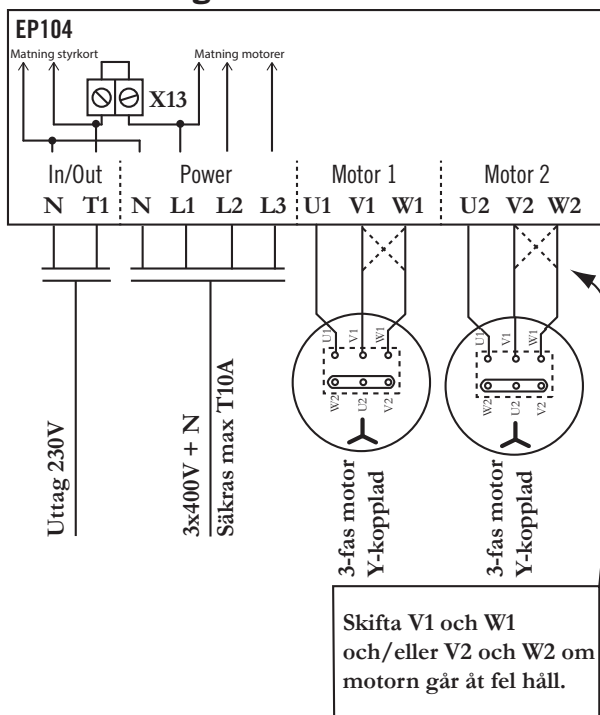 EP104
Matning styrkort Matning motorer
X13
In/Out Power Motor 1 Motor 2
N T1 N L1 L2 L3 U1 V1 W1 U2 V2 W2
U1 V1 W1
W2 U2 V2
U1 V1 W1
W2 U2 V2
Uttag 230V
3x400V + N
Säkras max T10A
3-fas motor
Y-kopplad
3-fas motor
Y-kopplad
Skifta V1 och W1
och/eller V2 och W2 om
motorn går åt fel håll.